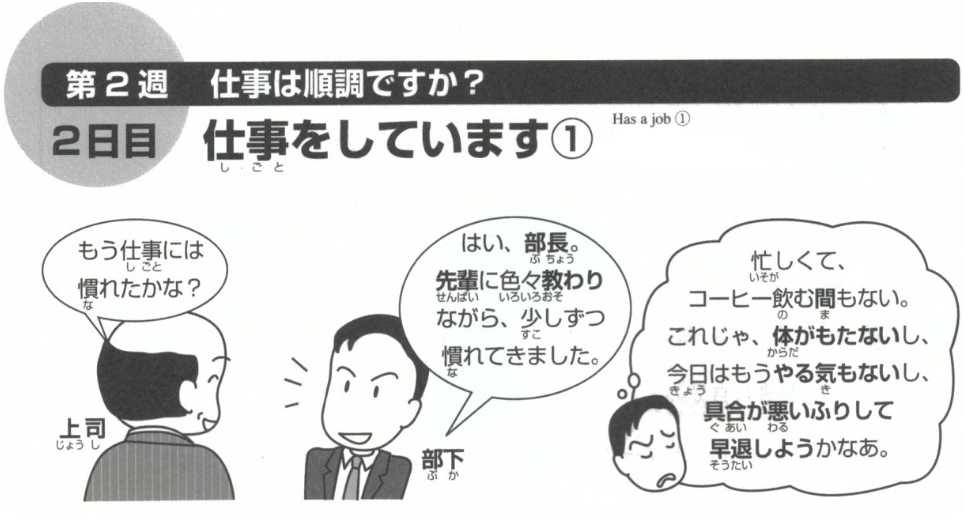 第2週 仕事は順調ですか？
2日目 仕事をしています①
し ごと
Has a job ①
もう仕事には
し ごと
慣れたかな？
な
上司
じょう し
はい、部長。
ぶ ちょう
先輩に色々教わり
せんぱい いろいろおそ
ながら、少しずつ
すこ
慣れてきました。
な
部下
ぶ か
忙しくて、
いそが
コーヒー飲む間もない。
の ま
これじゃ、体がもたないし、
からだ
今日はもうやる気もないし、
きょう き
具合が悪いふりして
ぐ あい わる
早退しようかなあ。
そうたい